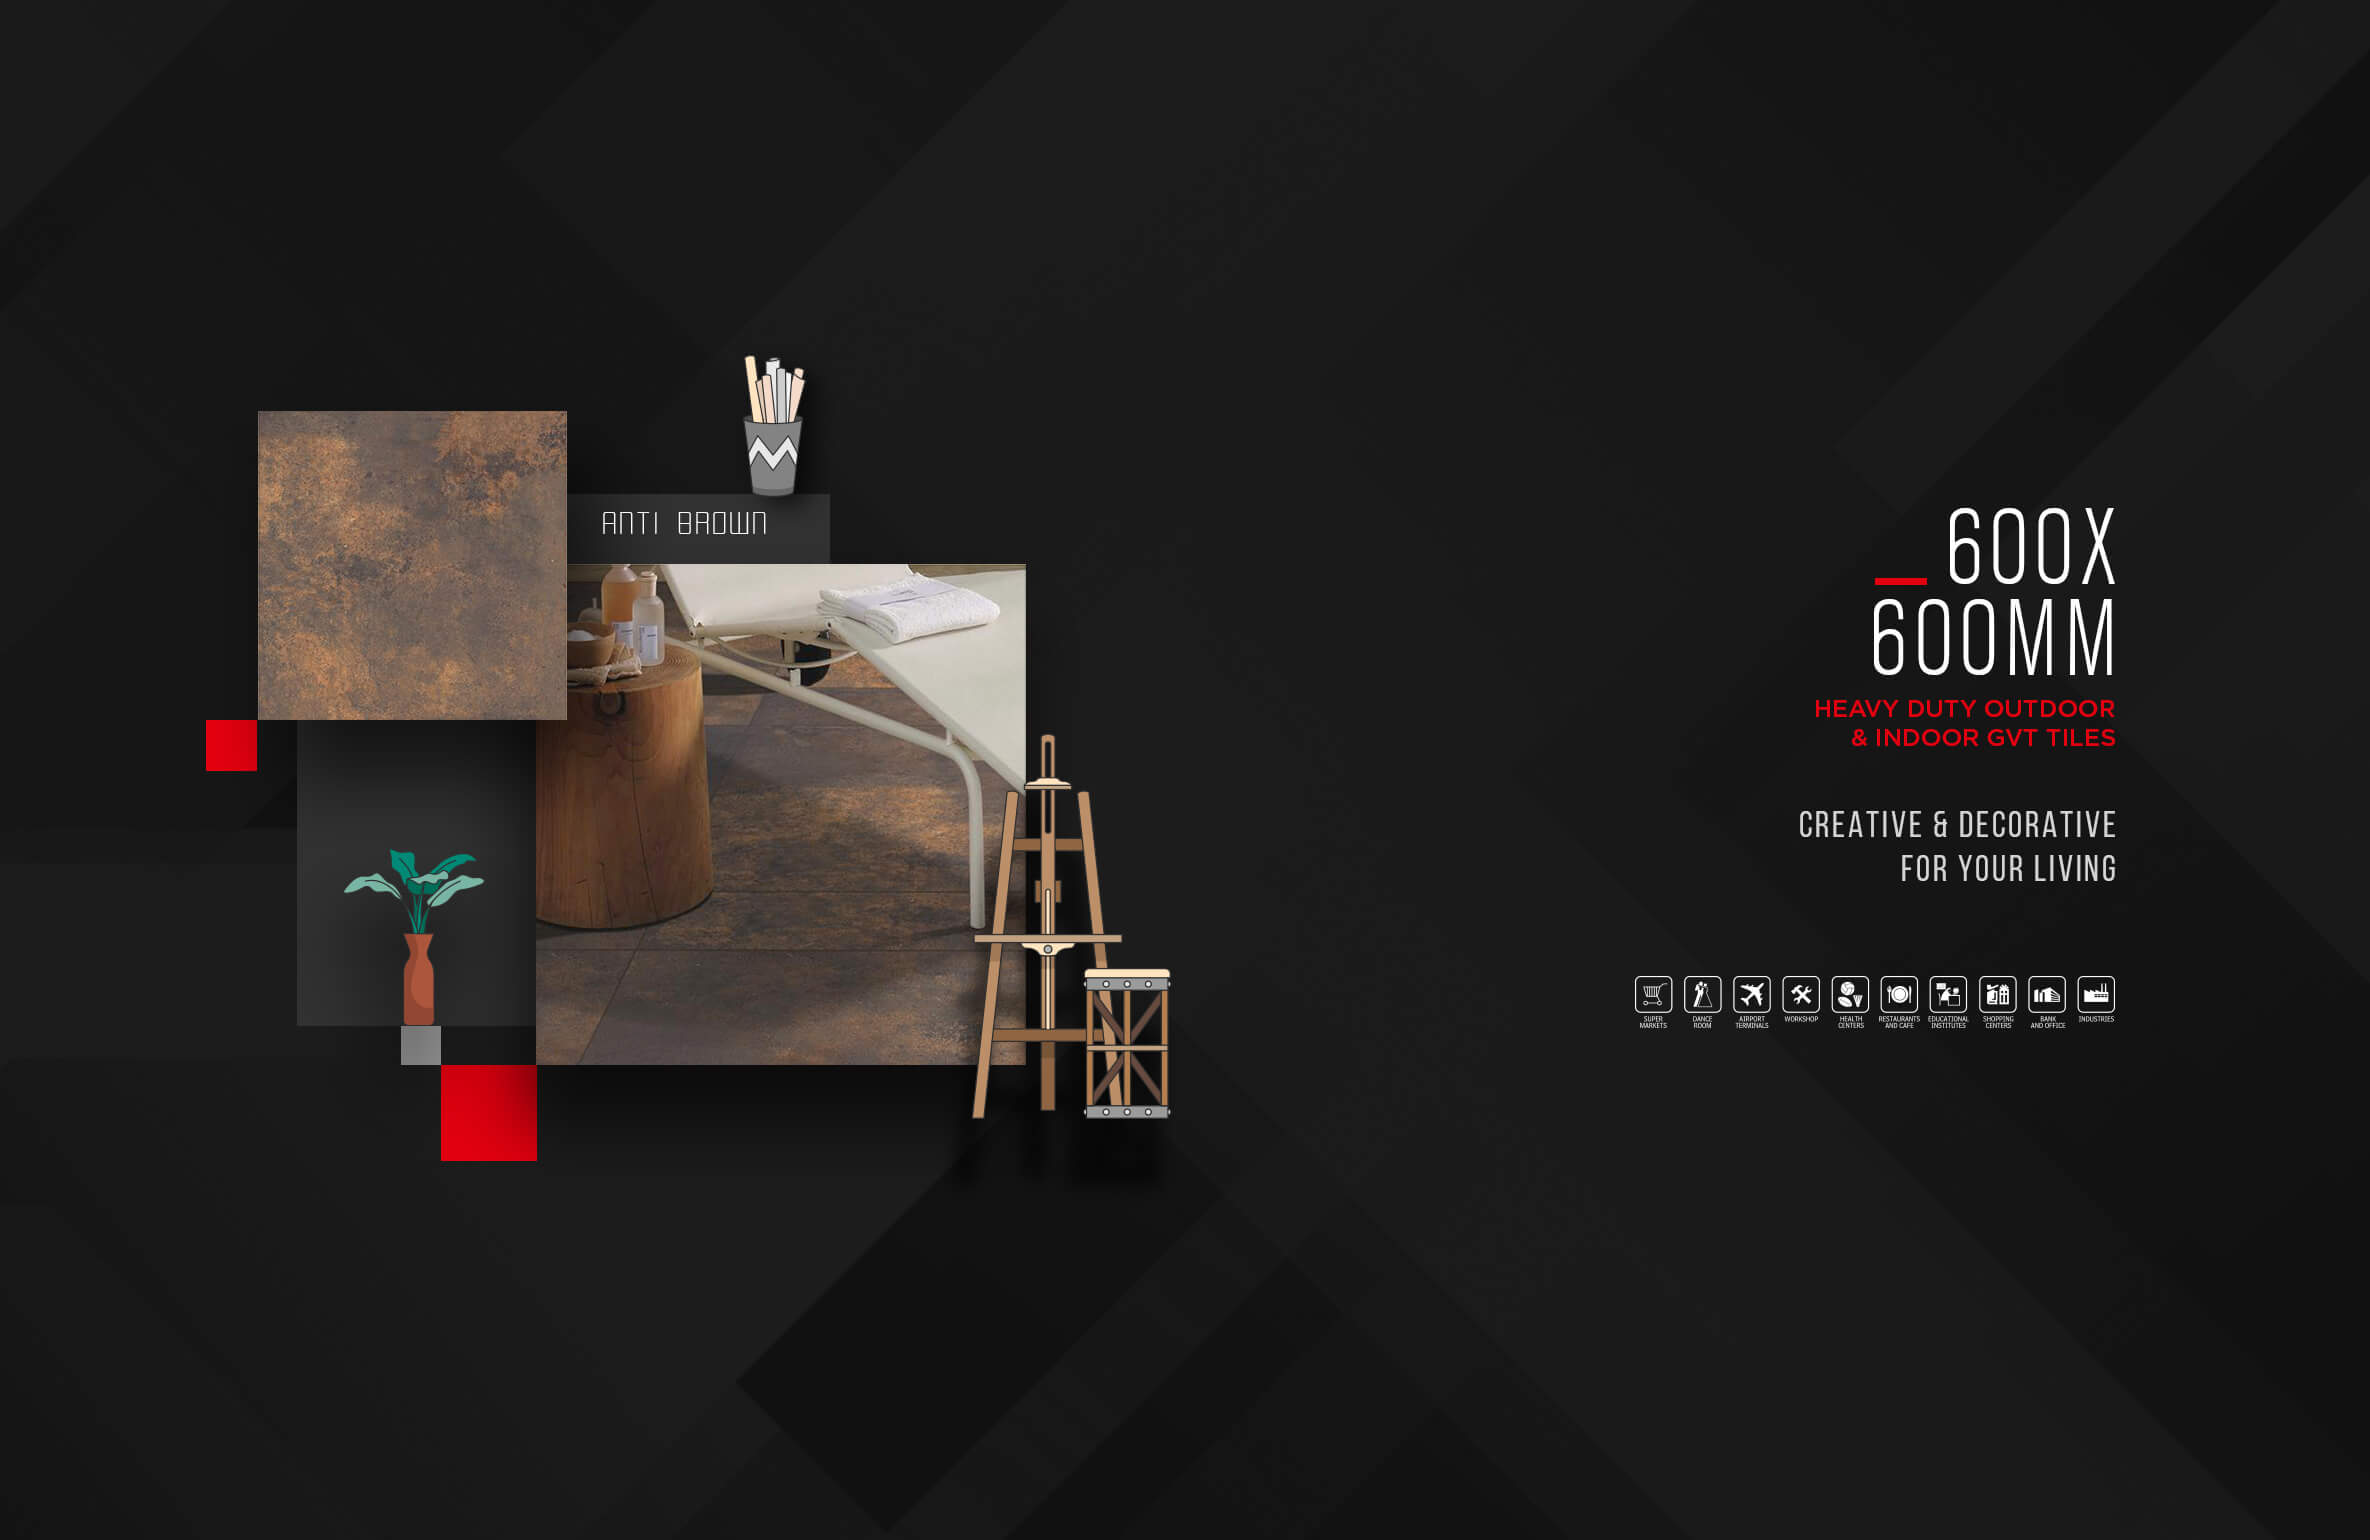 ANTI BROWN
600X
600MM
HEAVY DUTY OUTDOOR
& INDOOR GVT TILES
CREATIVE & DECORATIVE
FOR YOUR LIVING
SUPER
MARKETS
DANCE
ROOM
AIRPORT
TERMINALS
WORKSHOP
HEALTH
CENTERS
RESTAURANTS
AND CAFE
EDUCATIONAL
INSTITUTES
SHOPPING
CENTERS
BANK
AND OFFICE
INDUSTRIES